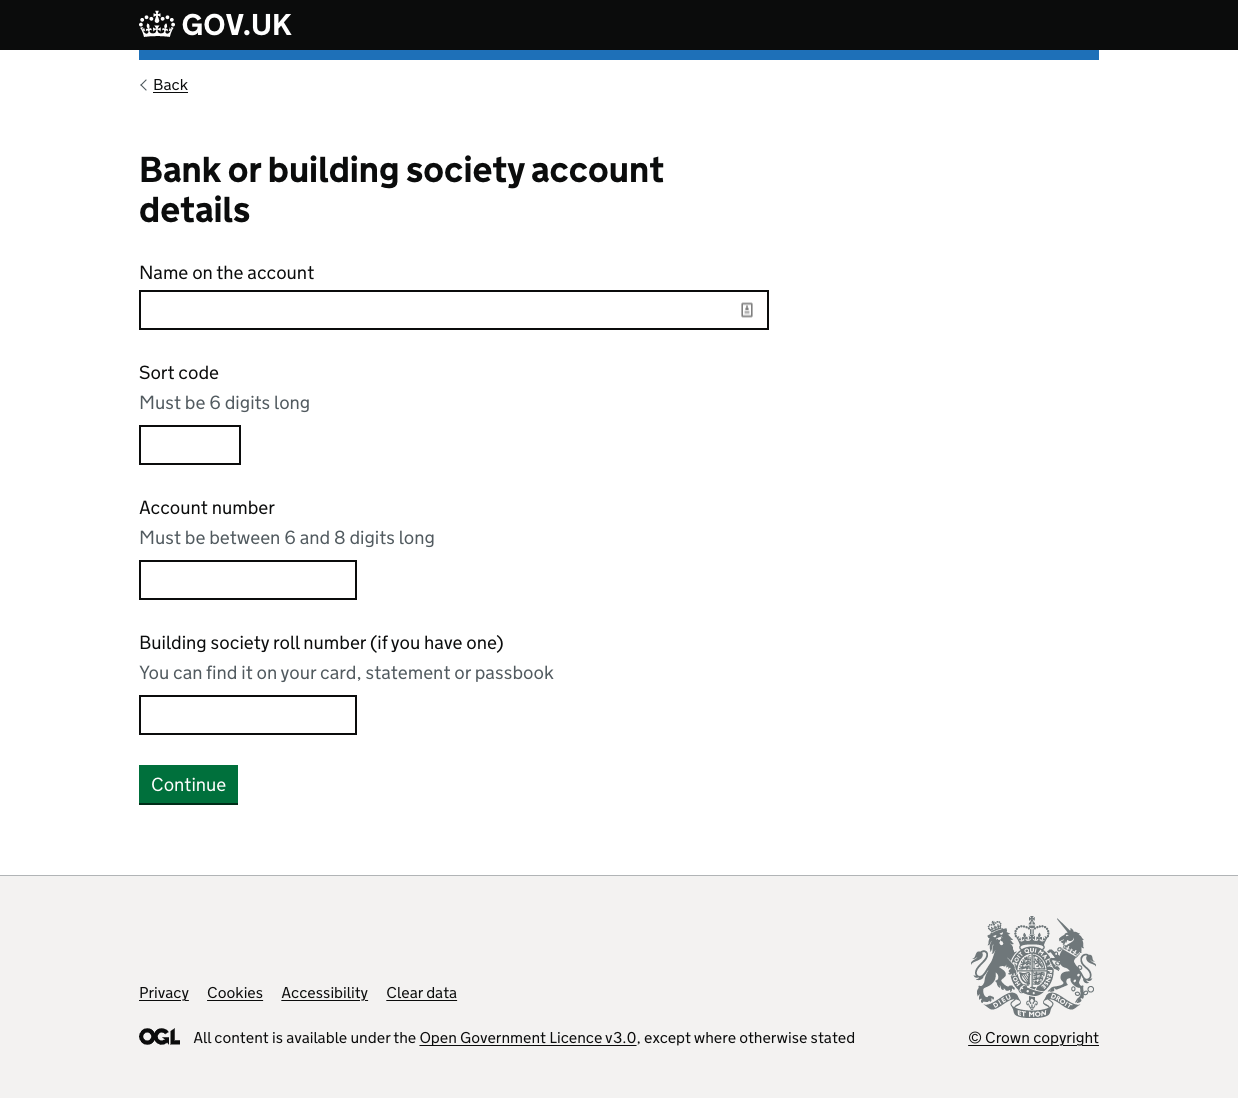 GOV.UK
Back
Bank or building society account
details
Name on the account
Sort code
Must be 6 digits long
Account number
Must be between 6 and 8 digits long
Building society roll number (if you have one)
You can find it on your card, statement or passbook
Continue
Privacy Cookies Accessibility Clear data
OGL All content is available under the Open Government Licence v3.0, except where otherwise stated
© Crown copyright